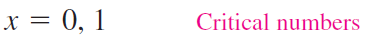 x = 0, 1 Critical numbers